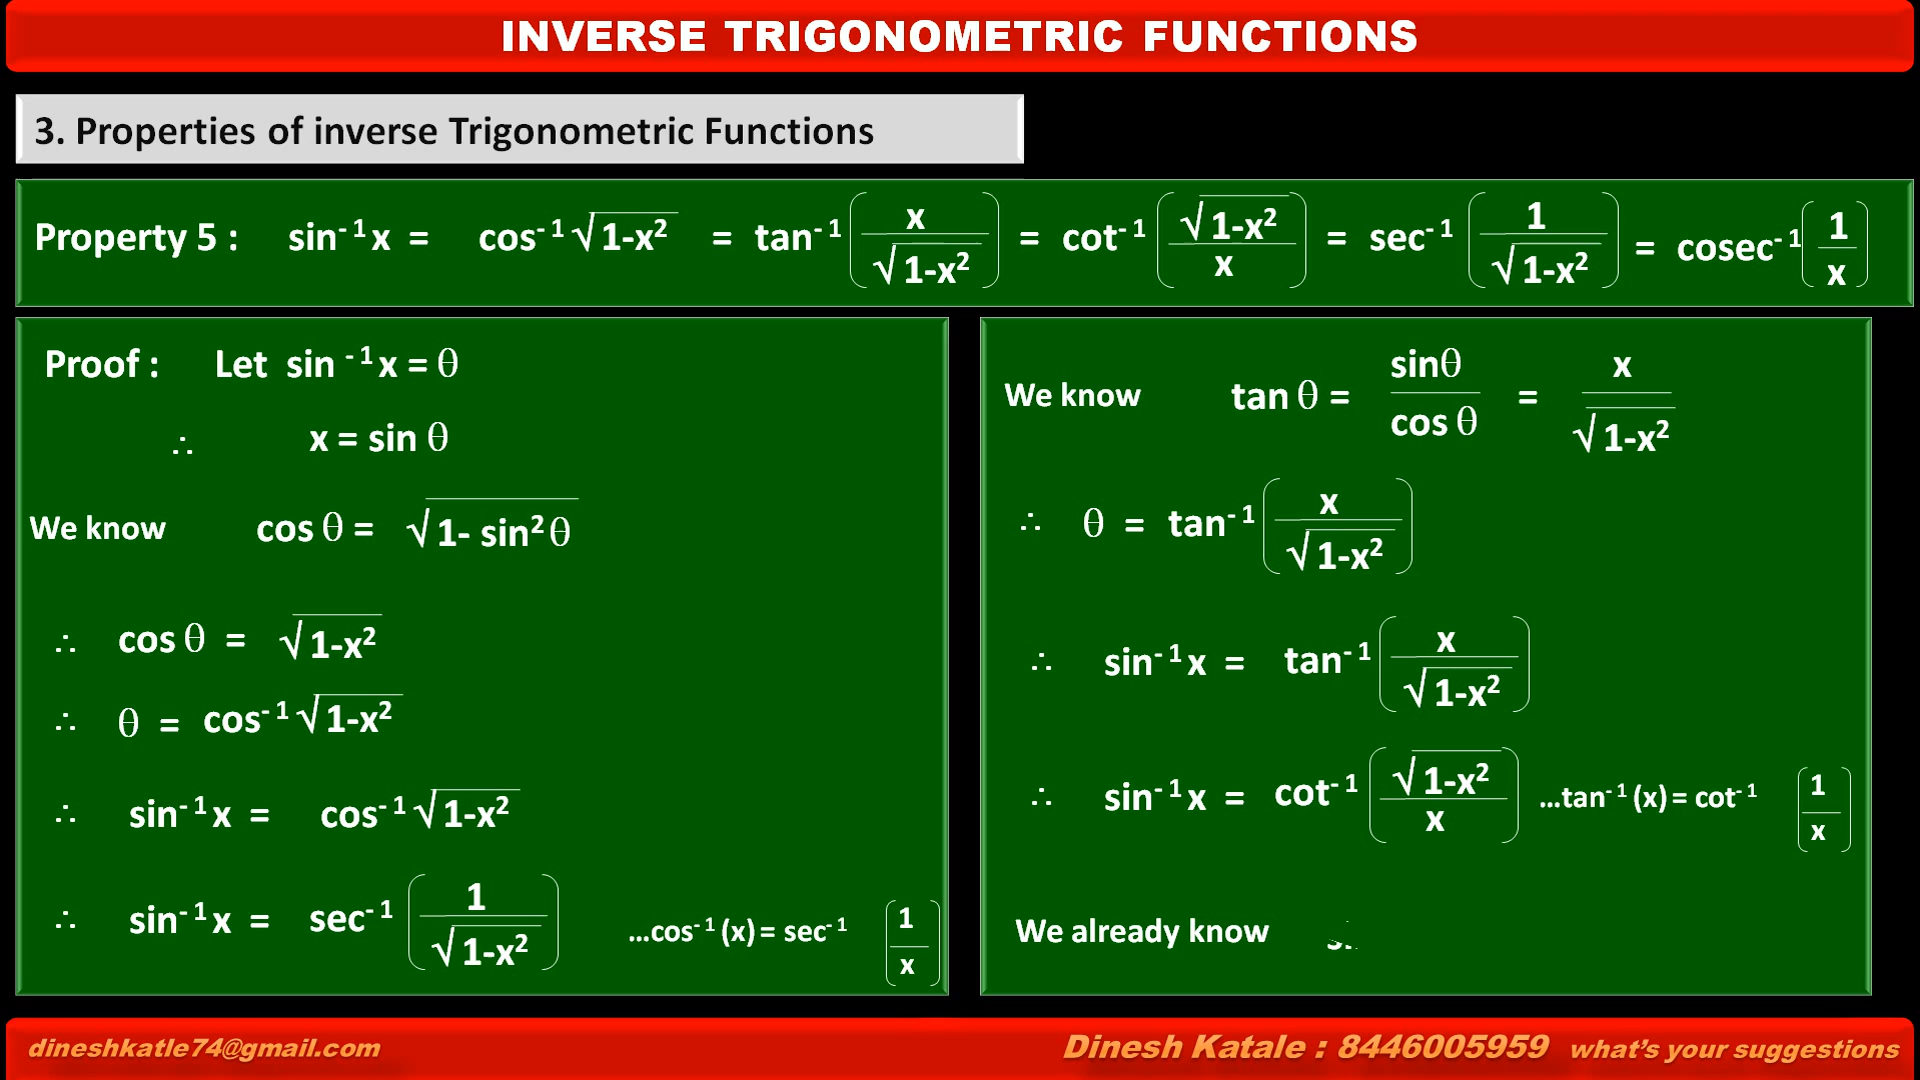 INVERSE TRIGONOMETRIC FUNCTIONS
3. Properties of inverse Trigonometric Functions
Property 5 : sin⁻¹x = cos⁻¹√(1-x²) = tan⁻¹(x/√(1-x²)) = cot⁻¹(√(1-x²)/x) = sec⁻¹(1/√(1-x²)) = cosec⁻¹(1/x)
Proof : Let sin⁻¹x = θ
∴ x = sin θ
We know cos θ = √(1- sin²θ)
∴ cos θ = √(1-x²)
∴ θ = cos⁻¹√(1-x²)
∴ sin⁻¹x = cos⁻¹√(1-x²)
∴ sin⁻¹x = sec⁻¹(1/√(1-x²)) ...cos⁻¹(x) = sec⁻¹(1/x)
We know tan θ = sinθ/cos θ = x/√(1-x²)
∴ θ = tan⁻¹(x/√(1-x²))
∴ sin⁻¹x = tan⁻¹(x/√(1-x²))
∴ sin⁻¹x = cot⁻¹(√(1-x²)/x) ...tan⁻¹(x) = cot⁻¹(1/x)
We already know
dineshkatle74@gmail.com
Dinesh Katale : 8446005959 what's your suggestions